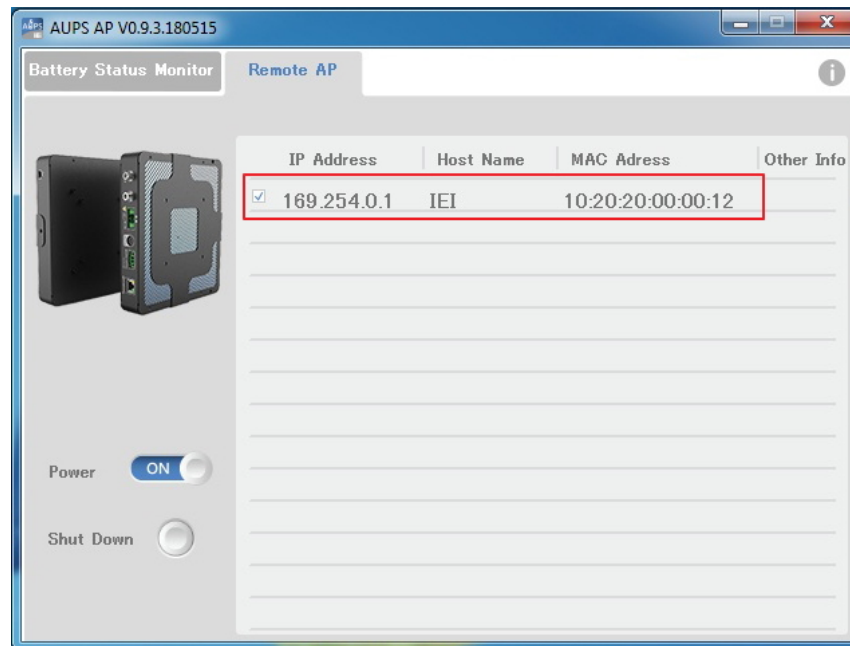 AUPS AP V0.9.3.180515
Battery Status Monitor Remote AP
IP Address Host Name MAC Adress Other Info
169.254.0.1 IEI 10:20:20:00:00:12
Power ON
Shut Down